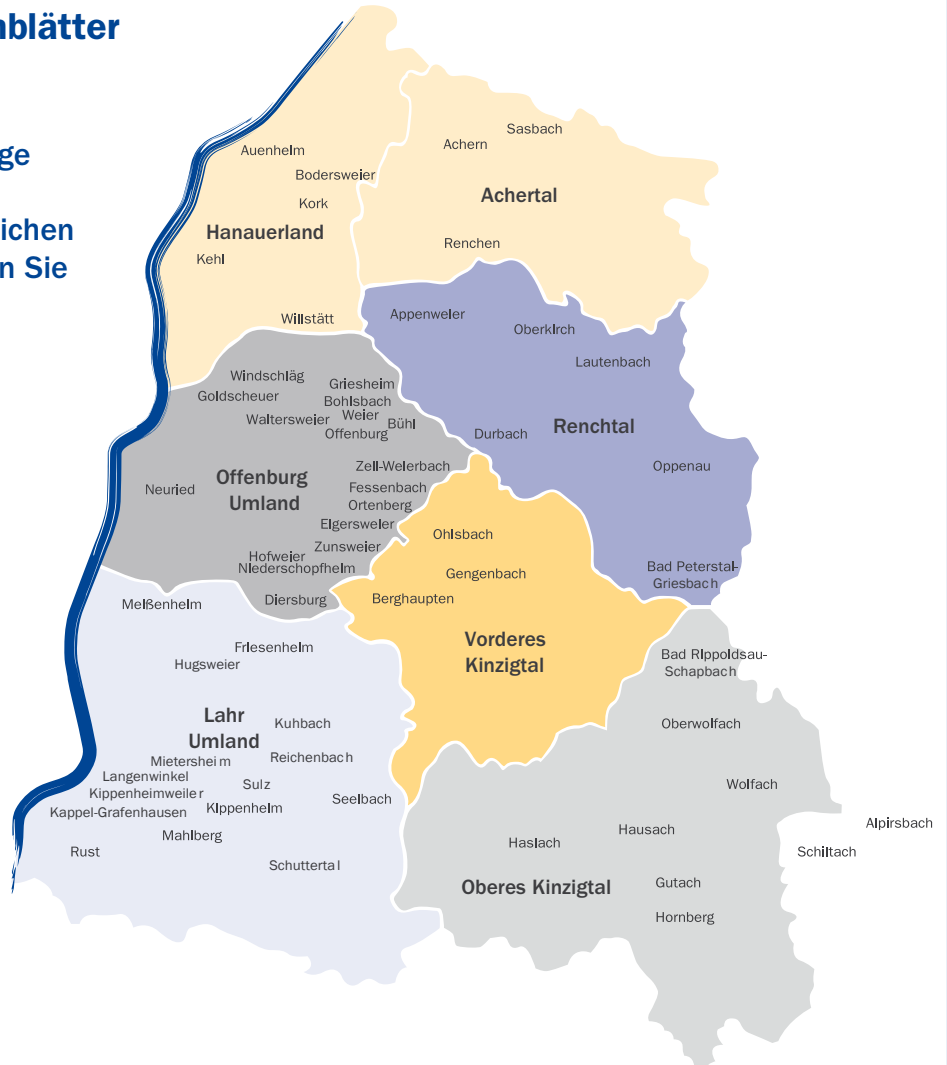 nblätter
ge
ichen
n Sie
Auenheim
Bodersweier
Kork
Hanauerland
Kehl
Willstätt
Sasbach
Achern
Achertal
Renchen
Appenweier
Oberkirch
Lautenbach
Durbach
Renchtal
Oppenau
Bad Peterstal-
Griesbach
Windschläg
Griesheim
Goldscheuer
Bohlsbach
Waltersweier
Weier
Bühl
Offenburg
Zell-Weierbach
Neuried
Offenburg
Umland
Fessenbach
Ortenberg
Elgersweier
Zunsweier
Hofweier
Niederschopfheim
Diersburg
Ohlsbach
Gengenbach
Berghaupten
Vorderes
Kinzigtal
Meißenheim
Friesenheim
Hugsweier
Lahr
Umland
Kuhbach
Mietersheim
Reichenbach
Langenwinkel
Sulz
Kippenheimweiler
Seelbach
Kappel-Grafenhausen
Kippenheim
Mahlberg
Rust
Schuttertal
Bad Rippoldsau-
Schapbach
Oberwolfach
Wolfach
Alpirsbach
Hausach
Haslach
Schiltach
Oberes Kinzigtal
Gutach
Hornberg